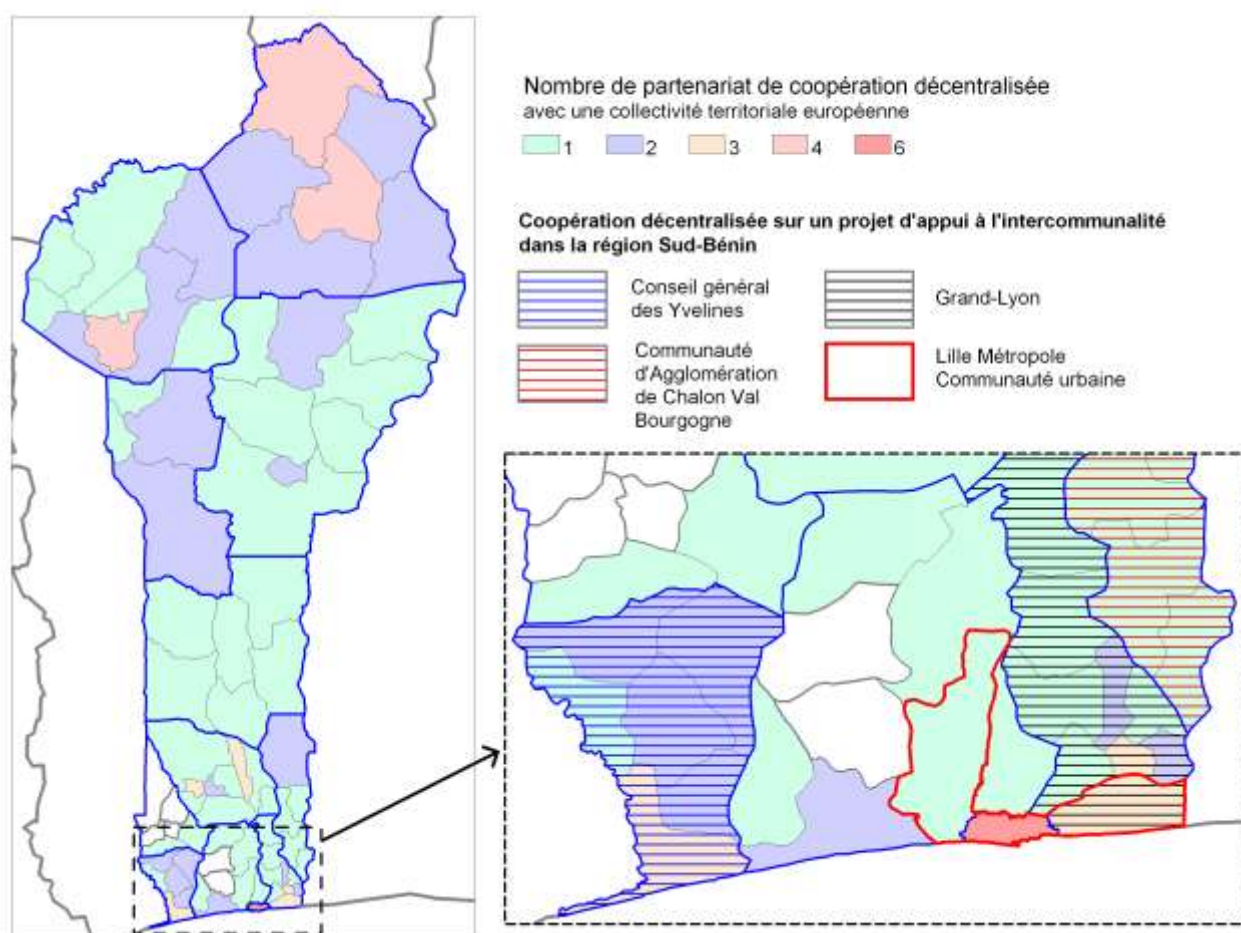 Nombre de partenariat de coopération décentralisée
avec une collectivité territoriale européenne
1 2 3 4 6
Coopération décentralisée sur un projet d'appui à l'intercommunalité
dans la région Sud-Bénin
Conseil général
des Yvelines
Grand-Lyon
Communauté
d'Agglomération
de Chalon Val
Bourgogne
Lille Métropole
Communauté urbaine